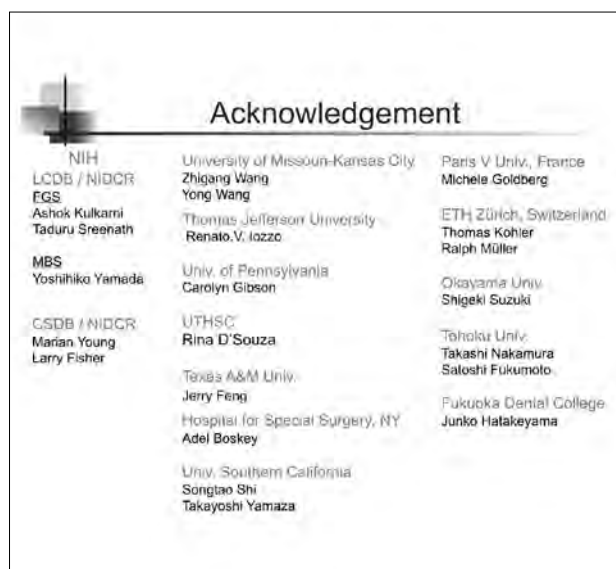 Acknowledgement
NIH
LCDB / NIDCR
FGS
Ashok Kulkarni
Taduru Sreenath
MBS
Yoshihiko Yamada
CSDB / NIDCR
Marian Young
Larry Fisher
University of Missouri-Kansas City
Zhigang Wang
Yong Wang
Thomas Jefferson University
Renato.V. Iozzo
Univ. of Pennsylvania
Carolyn Gibson
UTHSC
Rina D'Souza
Texas A&M Univ.
Jerry Feng
Hospital for Special Surgery, NY
Adel Boskey
Univ. Southern California
Songtao Shi
Takayoshi Yamaza
Paris V Univ., France
Michele Goldberg
ETH Zürich, Switzerland
Thomas Kohler
Ralph Müller
Okayama Univ.
Shigeki Suzuki
Tohoku Univ.
Takashi Nakamura
Satoshi Fukumoto
Fukuoka Dental College
Junko Hatakeyama